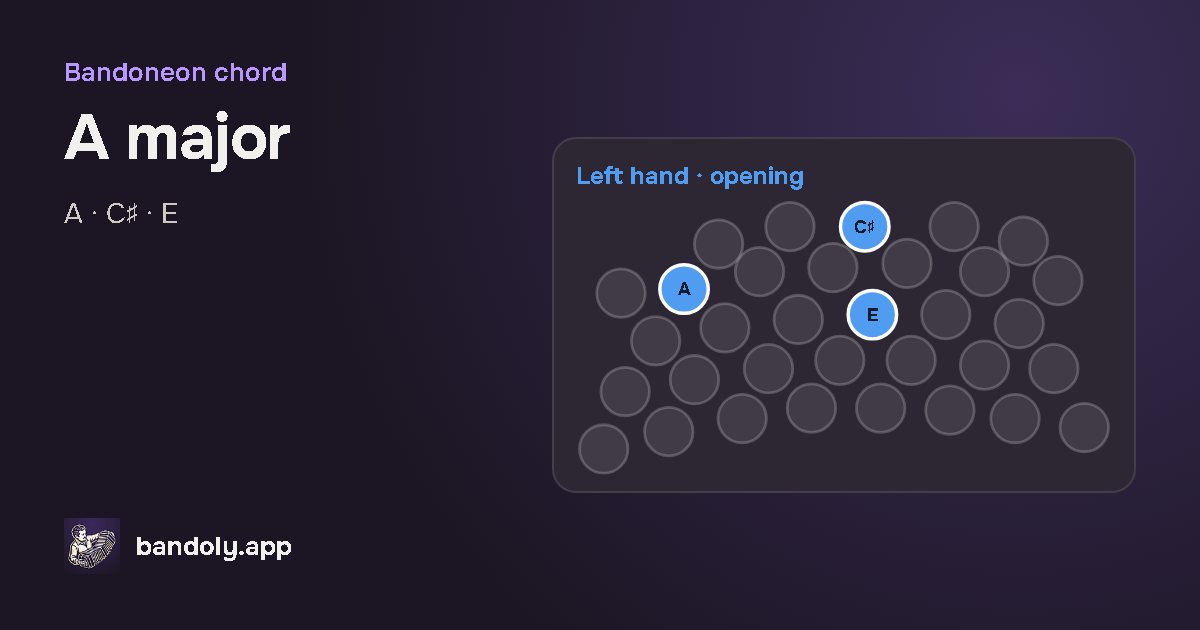 Bandoneon chord
A major
A · C♯ · E
Left hand · opening
C♯
A
E
bandoly.app